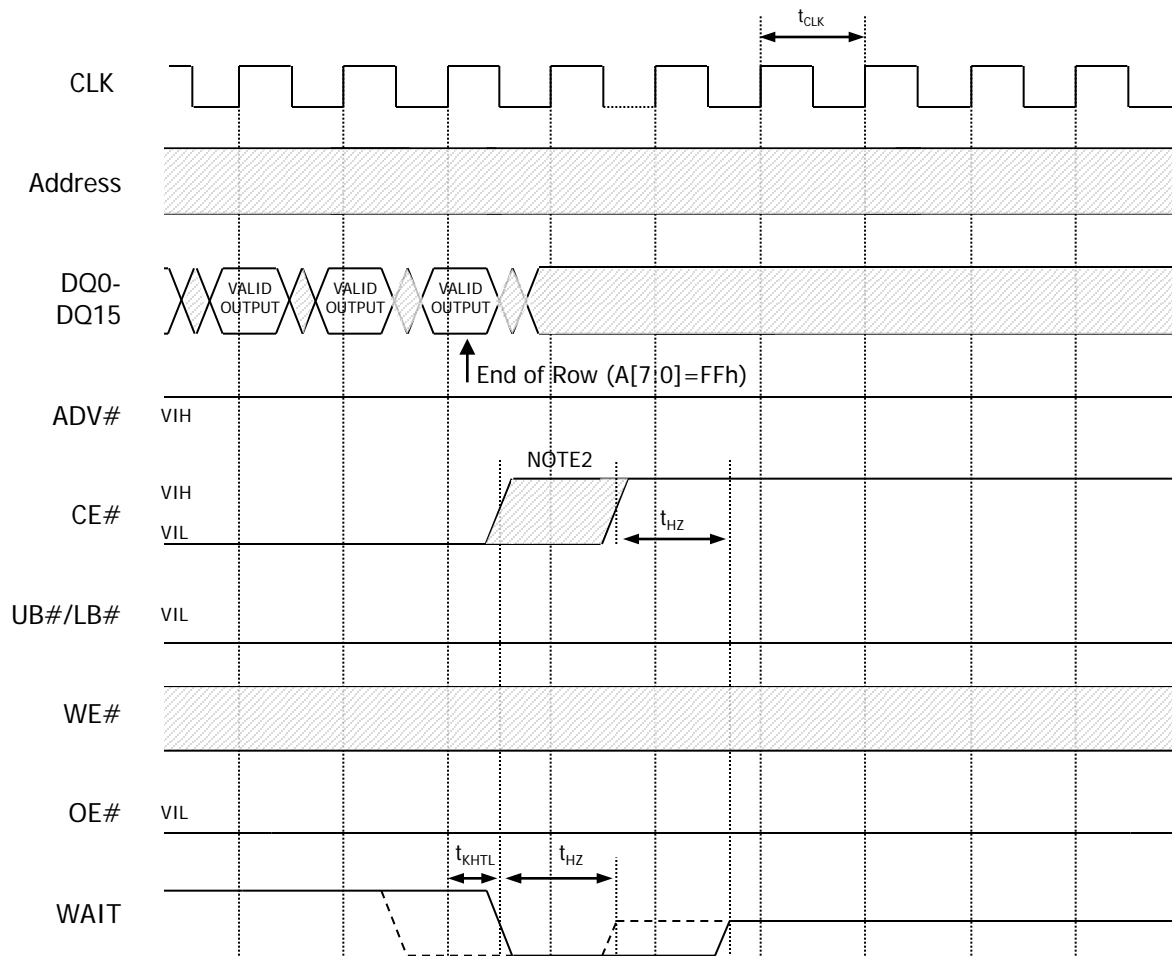 tCLK
CLK
Address
DQ0-
DQ15
VALID
OUTPUT
VALID
OUTPUT
VALID
OUTPUT
End of Row (A[7:0]=FFh)
ADV#
VIH
NOTE2
CE#
VIH
VIL
tHZ
UB#/LB#
VIL
WE#
OE#
VIL
tKHTL
tHZ
WAIT